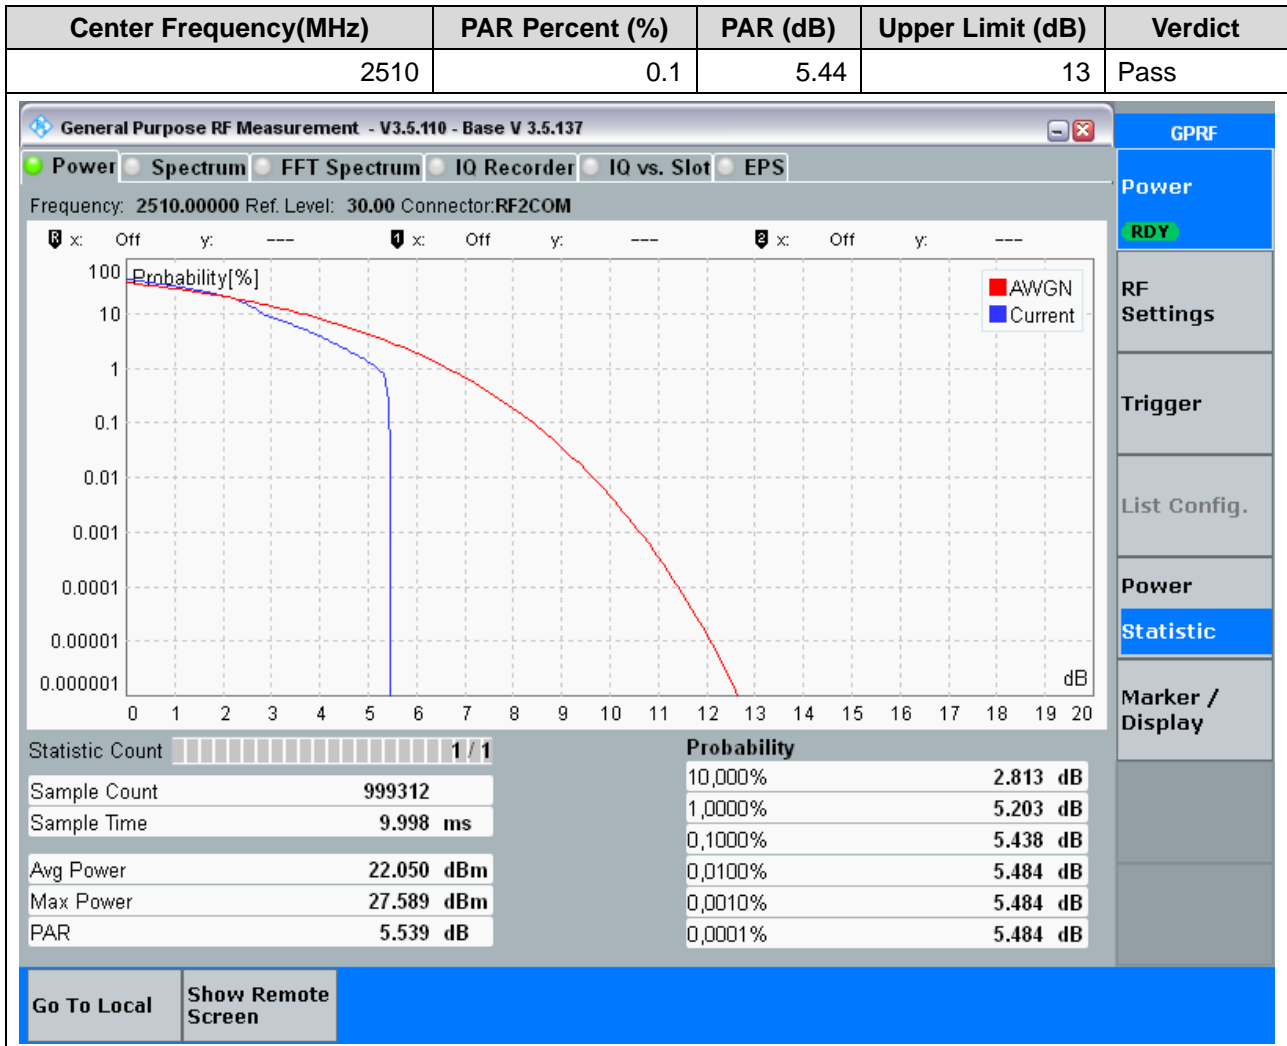 Center Frequency(MHz) PAR Percent (%) PAR (dB) Upper Limit (dB) Verdict
2510 0.1 5.44 13 Pass
General Purpose RF Measurement - V3.5.110 - Base V 3.5.137
GPRF
Power Spectrum FFT Spectrum IQ Recorder IQ vs. Slot EPS
Power
RDY
Frequency: 2510.00000 Ref. Level: 30.00 Connector:RF2COM
R x: Off y: --- 1 x: Off y: --- 2 x: Off y: ---
Probability[%]
AWGN
Current
100
10
1
0.1
0.01
0.001
0.0001
0.00001
0.000001
dB
0 1 2 3 4 5 6 7 8 9 10 11 12 13 14 15 16 17 18 19 20
RF
Settings
Trigger
List Config.
Power
Statistic
Marker /
Display
Statistic Count 1 / 1
Sample Count 999312
Sample Time 9.998 ms
Avg Power 22.050 dBm
Max Power 27.589 dBm
PAR 5.539 dB
Probability
10,000% 2.813 dB
1,0000% 5.203 dB
0,1000% 5.438 dB
0,0100% 5.484 dB
0,0010% 5.484 dB
0,0001% 5.484 dB
Go To Local
Show Remote
Screen